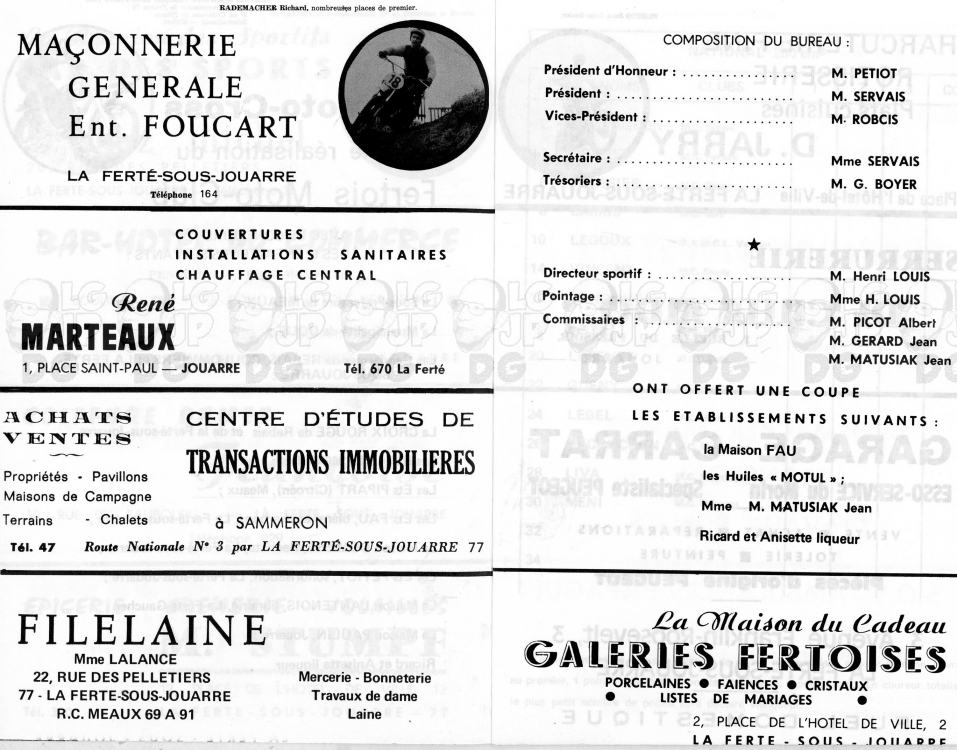 RADEMACHER Richard, nombreuses places de premier.
MAÇONNERIE
GENERALE
Ent. FOUCART
LA FERTÉ-SOUS-JOUARRE
Téléphone 164
COUVERTURES
INSTALLATIONS SANITAIRES
CHAUFFAGE CENTRAL
René
MARTEAUX
1, PLACE SAINT-PAUL — JOUARRE
Tél. 670 La Ferté
ACHATS
VENTES
Propriétés - Pavillons
Maisons de Campagne
Terrains - Chalets
Tél. 47
CENTRE D'ÉTUDES DE
TRANSACTIONS IMMOBILIERES
à SAMMERON
Route Nationale N° 3 par LA FERTÉ-SOUS-JOUARRE 77
FILELAINE
Mme LALANCE
22, RUE DES PELLETIERS
77 - LA FERTE-SOUS-JOUARRE
R.C. MEAUX 69 A 91
Mercerie - Bonneterie
Travaux de dame
Laine
COMPOSITION DU BUREAU :
Président d'Honneur : . . . . . . . . . . . . . . M. PETIOT
Président : . . . . . . . . . . . . . . . . . . . . . . . M. SERVAIS
Vice-Président : . . . . . . . . . . . . . . . . . . M. ROBCIS
Secrétaire : . . . . . . . . . . . . . . . . . . . . . . Mme SERVAIS
Trésoriers : . . . . . . . . . . . . . . . . . . . . . . M. G. BOYER
★
Directeur sportif : . . . . . . . . . . . . . . . . . M. Henri LOUIS
Pointage : . . . . . . . . . . . . . . . . . . . . . . . Mme H. LOUIS
Commissaires : . . . . . . . . . . . . . . . . . . . M. PICOT Albert
M. GERARD Jean
M. MATUSIAK Jean
ONT OFFERT UNE COUPE
LES ETABLISSEMENTS SUIVANTS :
la Maison FAU
les Huiles « MOTUL » ;
Mme M. MATUSIAK Jean
Ricard et Anisette liqueur
La Maison du Cadeau
GALERIES FERTOISES
PORCELAINES ● FAIENCES ● CRISTAUX
● LISTES DE MARIAGES ●
2, PLACE DE L'HOTEL DE VILLE, 2
LA FERTE - SOUS - JOUARRE